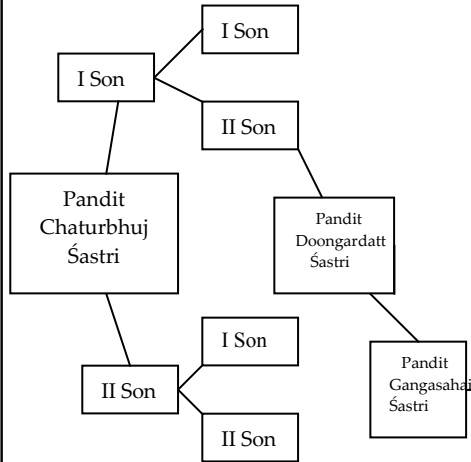 I Son
I Son
II Son
Pandit
Chaturbhuj
Śastri
Pandit
Doongardatt
Śastri
I Son
II Son
II Son
Pandit
Gangasahai
Śastri